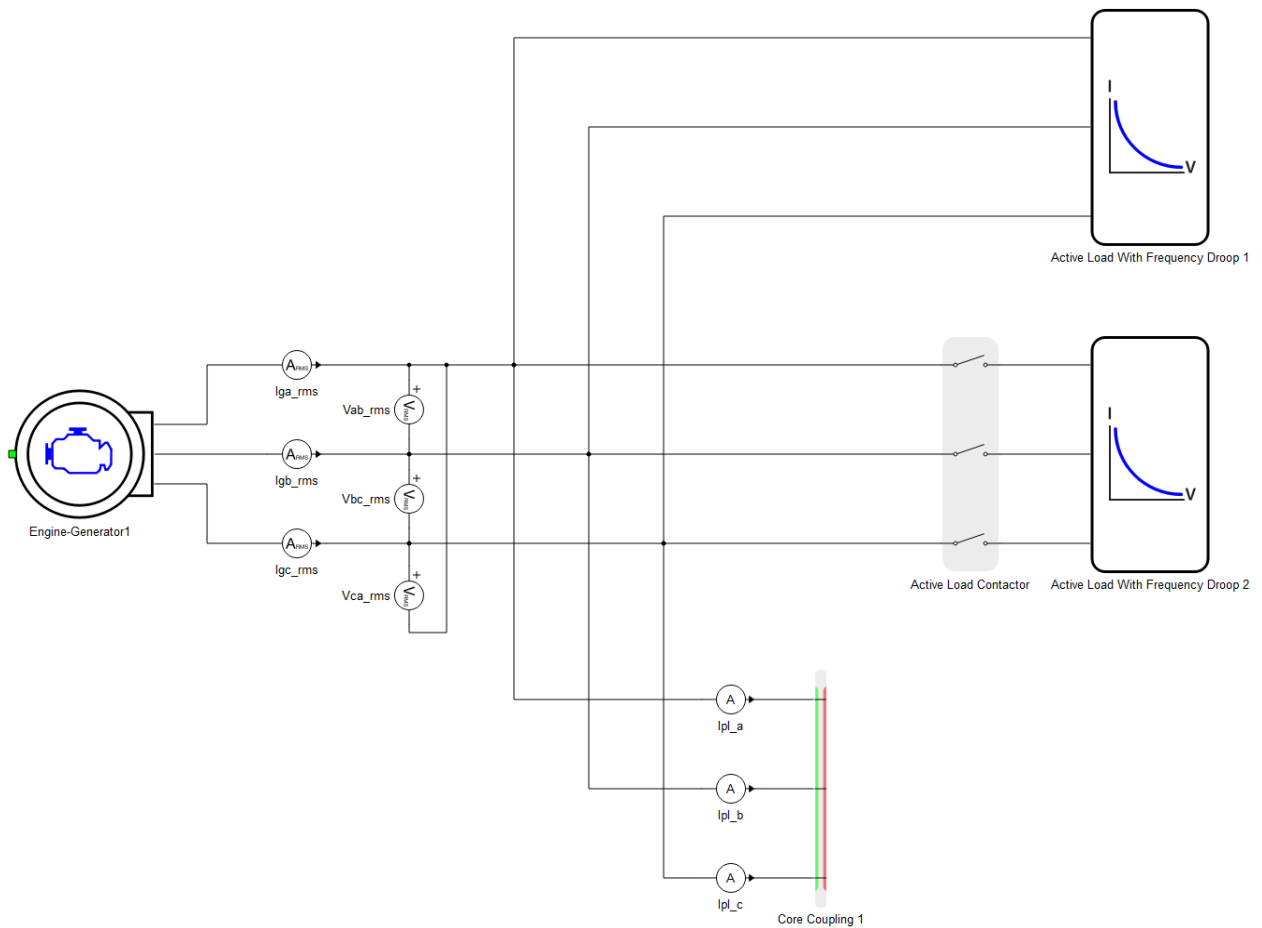 I
V
Active Load With Frequency Droop 1
A RMS
Iga_rms
+
V RMS
Vab_rms
A RMS
Igb_rms
+
V RMS
Vbc_rms
A RMS
Igc_rms
+
V RMS
Vca_rms
Engine-Generator1
Active Load Contactor
I
V
Active Load With Frequency Droop 2
A
Ipl_a
A
Ipl_b
A
Ipl_c
Core Coupling 1